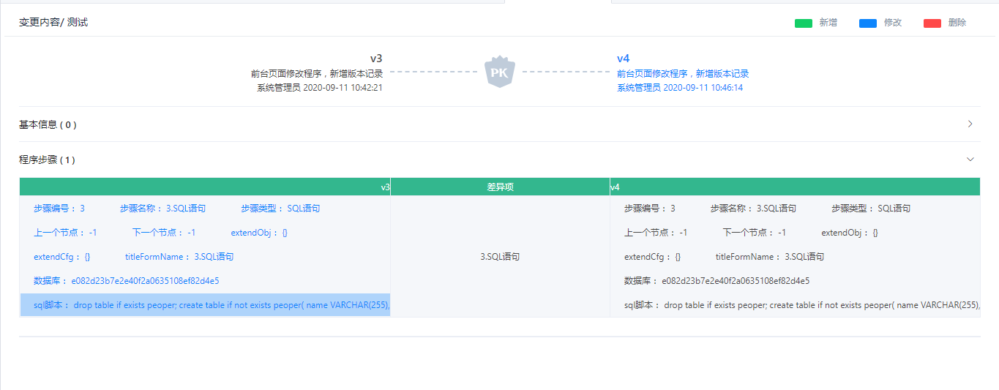 变更内容/ 测试
新增 修改 删除
v3 v4
前台页面修改程序，新增版本记录 PK 前台页面修改程序，新增版本记录
系统管理员 2020-09-11 10:42:21 系统管理员 2020-09-11 10:46:14
基本信息 ( 0 )
程序步骤 ( 1 )
v3 差异项 v4
步骤编号： 3 步骤名称： 3.SQL语句 步骤类型： SQL语句 步骤编号： 3 步骤名称： 3.SQL语句 步骤类型： SQL语句
上一个节点： -1 下一个节点： -1 extendObj： {} 上一个节点： -1 下一个节点： -1 extendObj： {}
extendCfg： {} titleFormName： 3.SQL语句 3.SQL语句 extendCfg： {} titleFormName： 3.SQL语句
数据库： e082d23b7e2e40f2a0635108ef82d4e5 数据库： e082d23b7e2e40f2a0635108ef82d4e5
sql脚本： drop table if exists peoper; create table if not exists peoper( name VARCHAR(255), sql脚本： drop table if exists peoper; create table if not exists peoper( name VARCHAR(255),